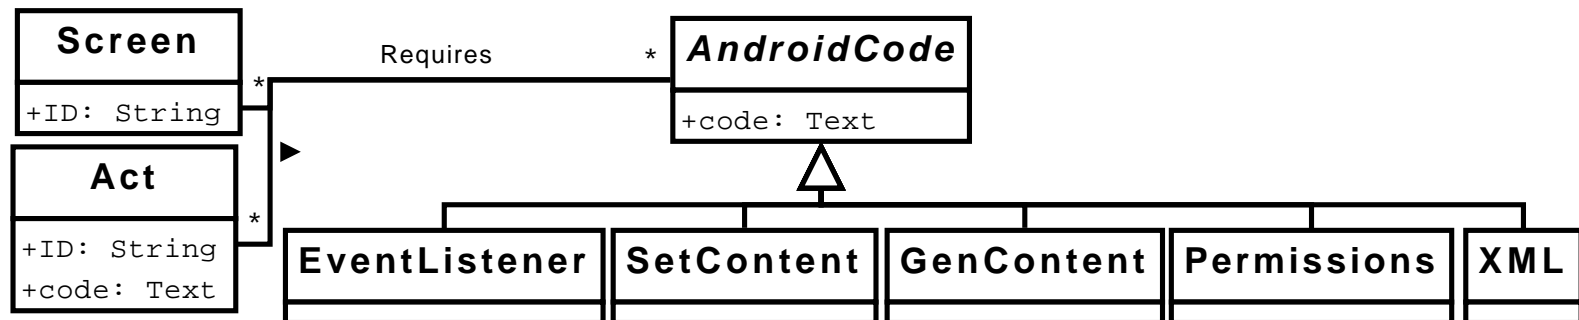 Screen
+ID: String
*
Requires
*
AndroidCode
+code: Text
Act
+ID: String
+code: Text
*
EventListener
SetContent
GenContent
Permissions
XML